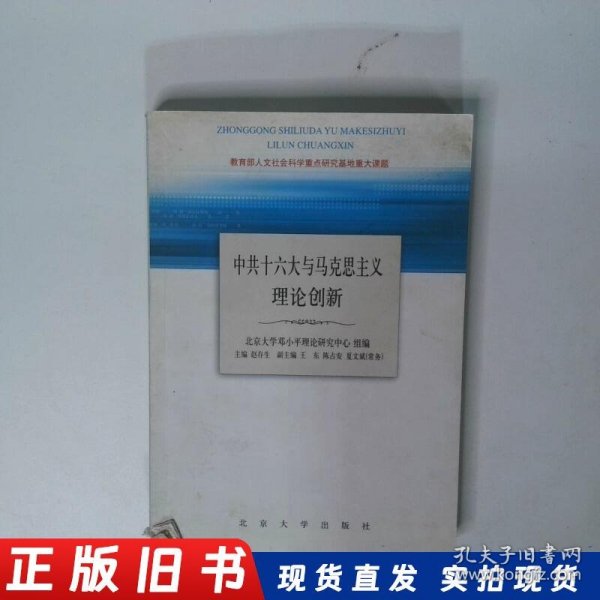 ZHONGGONG SHILIUDA YU MAKESIZHUYI
LILUN CHUANGXIN
教育部人文社会科学重点研究基地重大课题
中共十六大与马克思主义
理论创新
北京大学邓小平理论研究中心 组编
主编 赵存生 副主编 王 东 陈占安 夏文斌(常务)
北京大学出版社
正版旧书
现货直发 实拍现货
孔夫子旧书网
www.kongfz.com